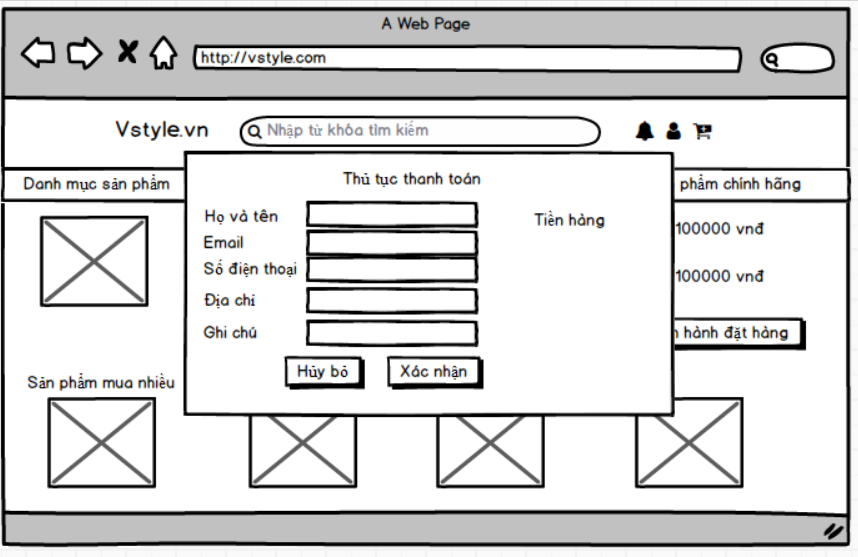 A Web Page
http://vstyle.com
Vstyle.vn
Nhập từ khóa tìm kiếm
Danh mục sản phẩm
phẩm chính hãng
Thủ tục thanh toán
Họ và tên
Tiền hàng
Email
Số điện thoại
Địa chỉ
Ghi chú
Hủy bỏ
Xác nhận
100000 vnđ
100000 vnđ
hành đặt hàng
Sản phẩm mua nhiều